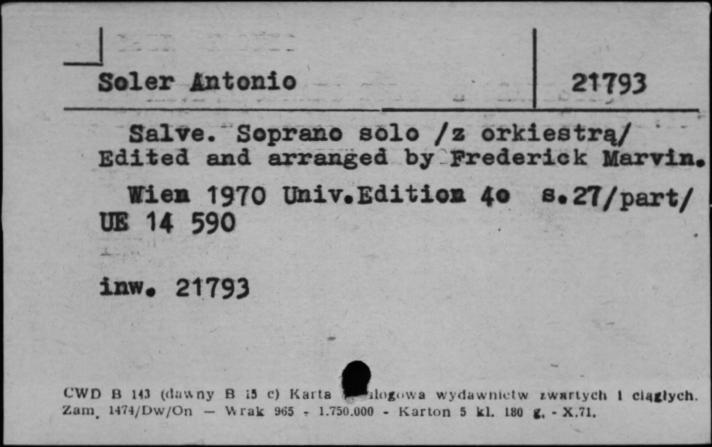 Soler Antonio 21793
Salve. Soprano solo /z orkiestrą/
Edited and arranged by Frederick Marvin.
Wien 1970 Univ.Edition 4o s.27/part/
UE 14 590
inw. 21793
CWD B 143 (dawny B 15 c) Karta wydawnictw zwartych i ciągłych.
Zam. 1474/Dw/On — Wrak 965 - 1.750.000 - Karton 5 kl. 180 g. - X.71.